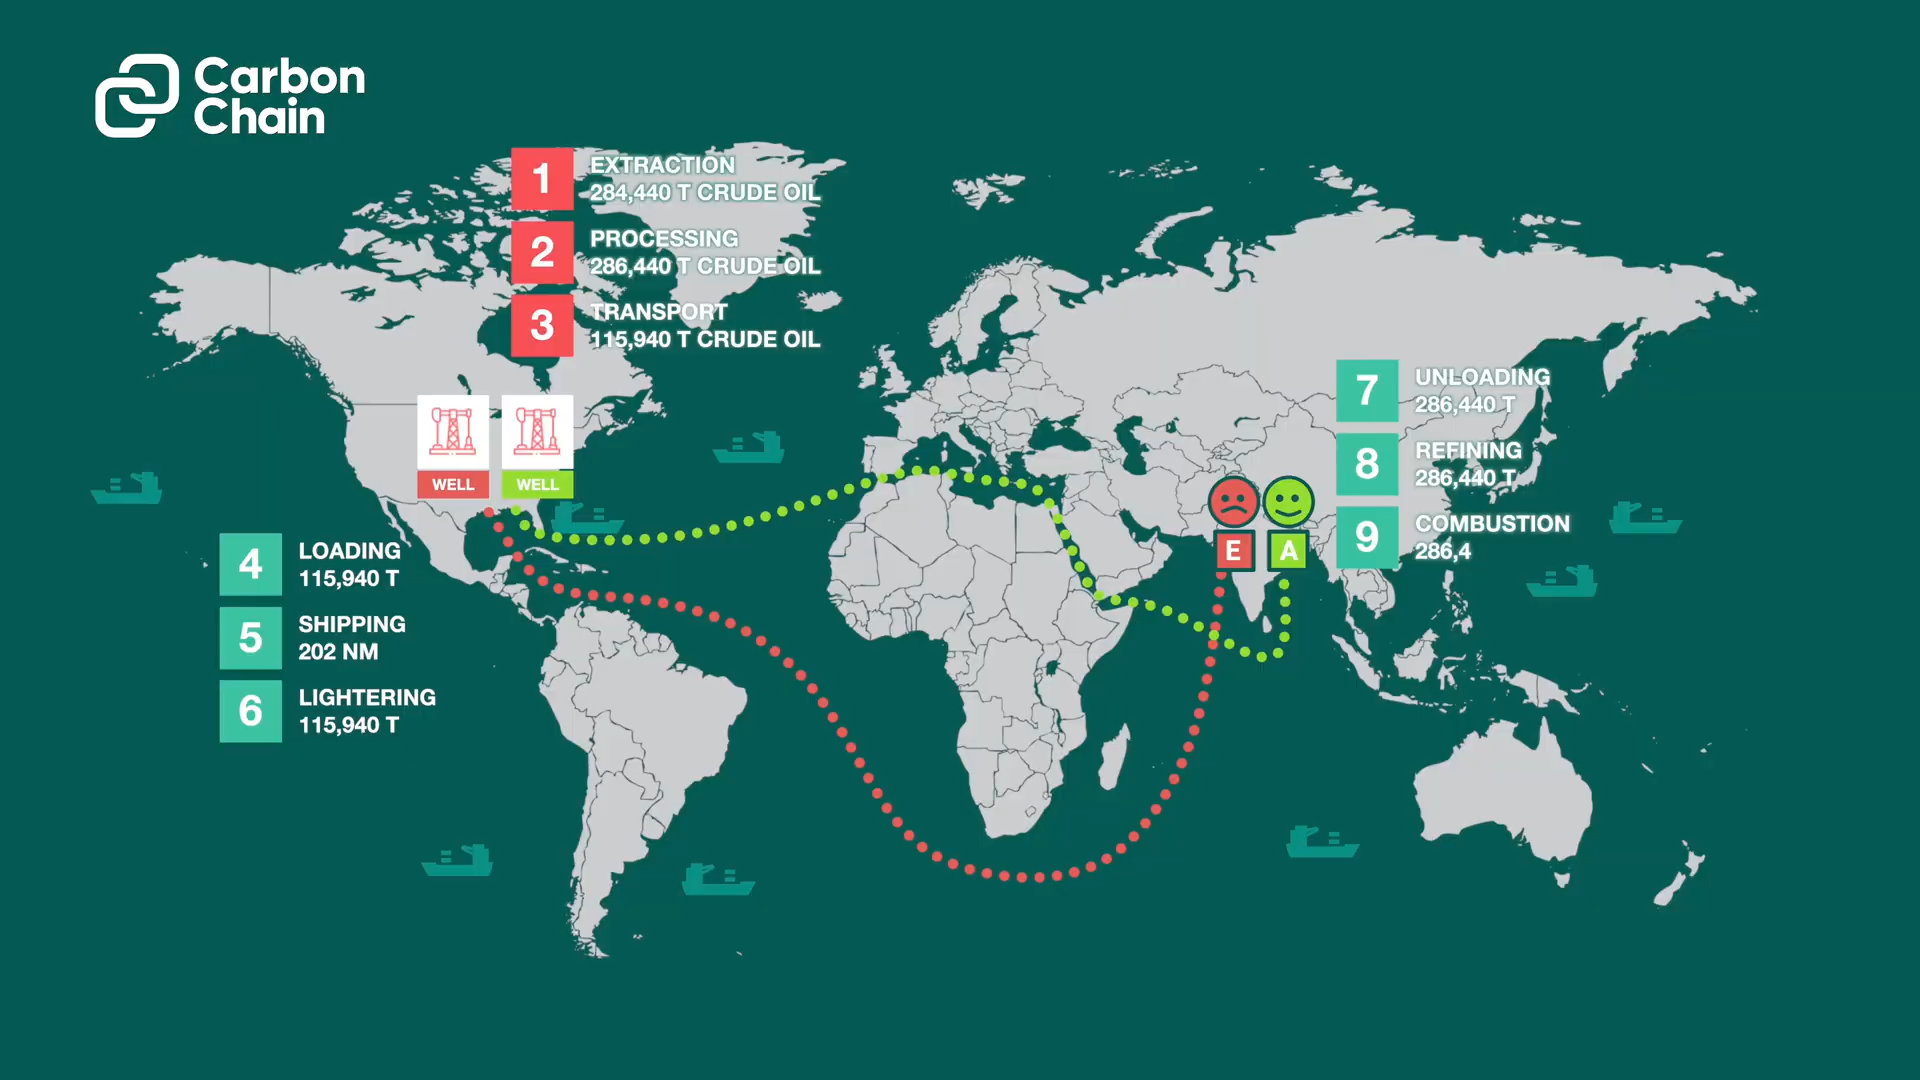 Carbon
Chain
1
EXTRACTION
284,440 T CRUDE OIL
2
PROCESSING
286,440 T CRUDE OIL
3
TRANSPORT
115,940 T CRUDE OIL
WELL
WELL
4
LOADING
115,940 T
5
SHIPPING
202 NM
6
LIGHTERING
115,940 T
E
A
7
UNLOADING
286,440 T
8
REFINING
286,440 T
9
COMBUSTION
286,4